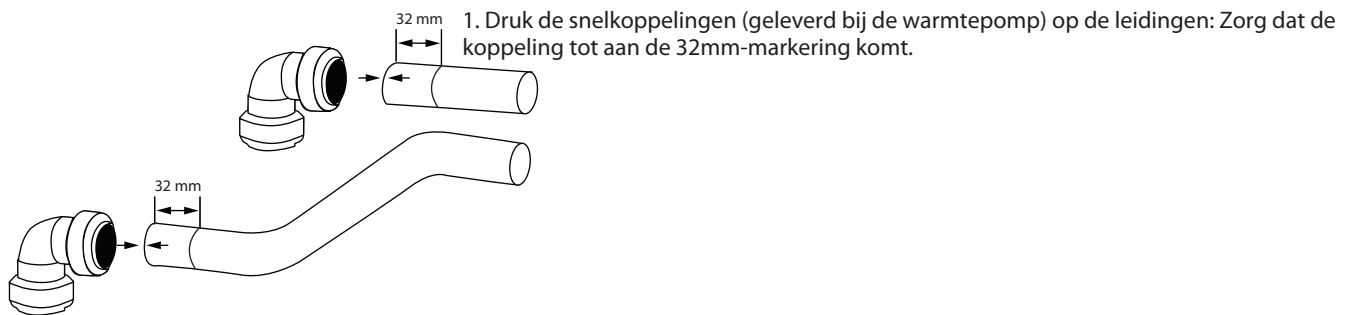 32 mm
1. Druk de snelkoppelingen (geleverd bij de warmtepomp) op de leidingen: Zorg dat de
koppeling tot aan de 32mm-markering komt.
32 mm